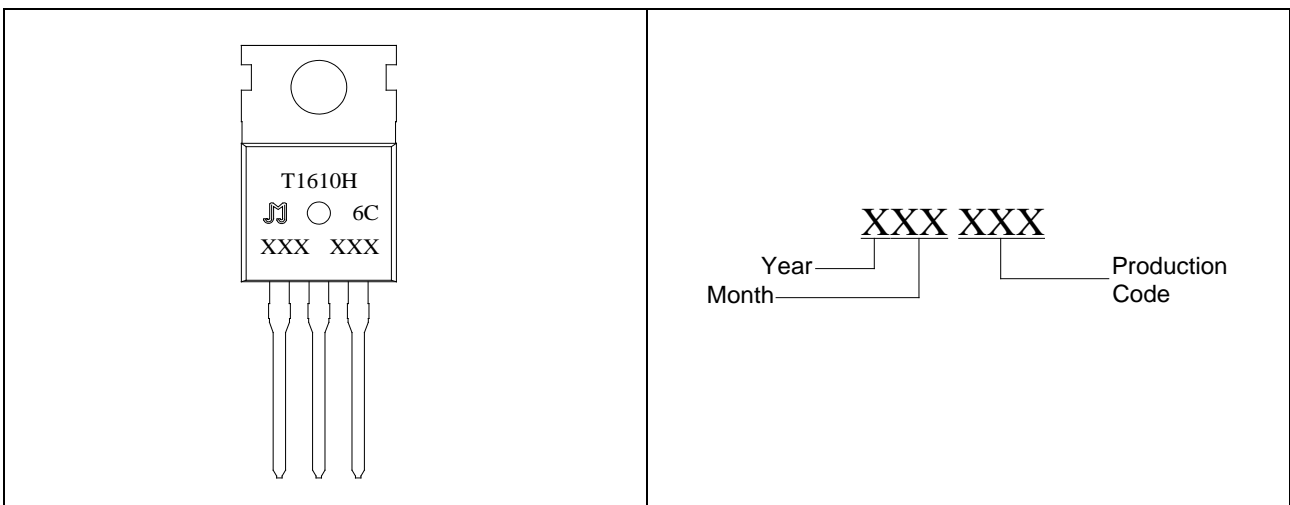 T1610H
6C
XXX XXX
XXX XXX
Year
Month
Production
Code